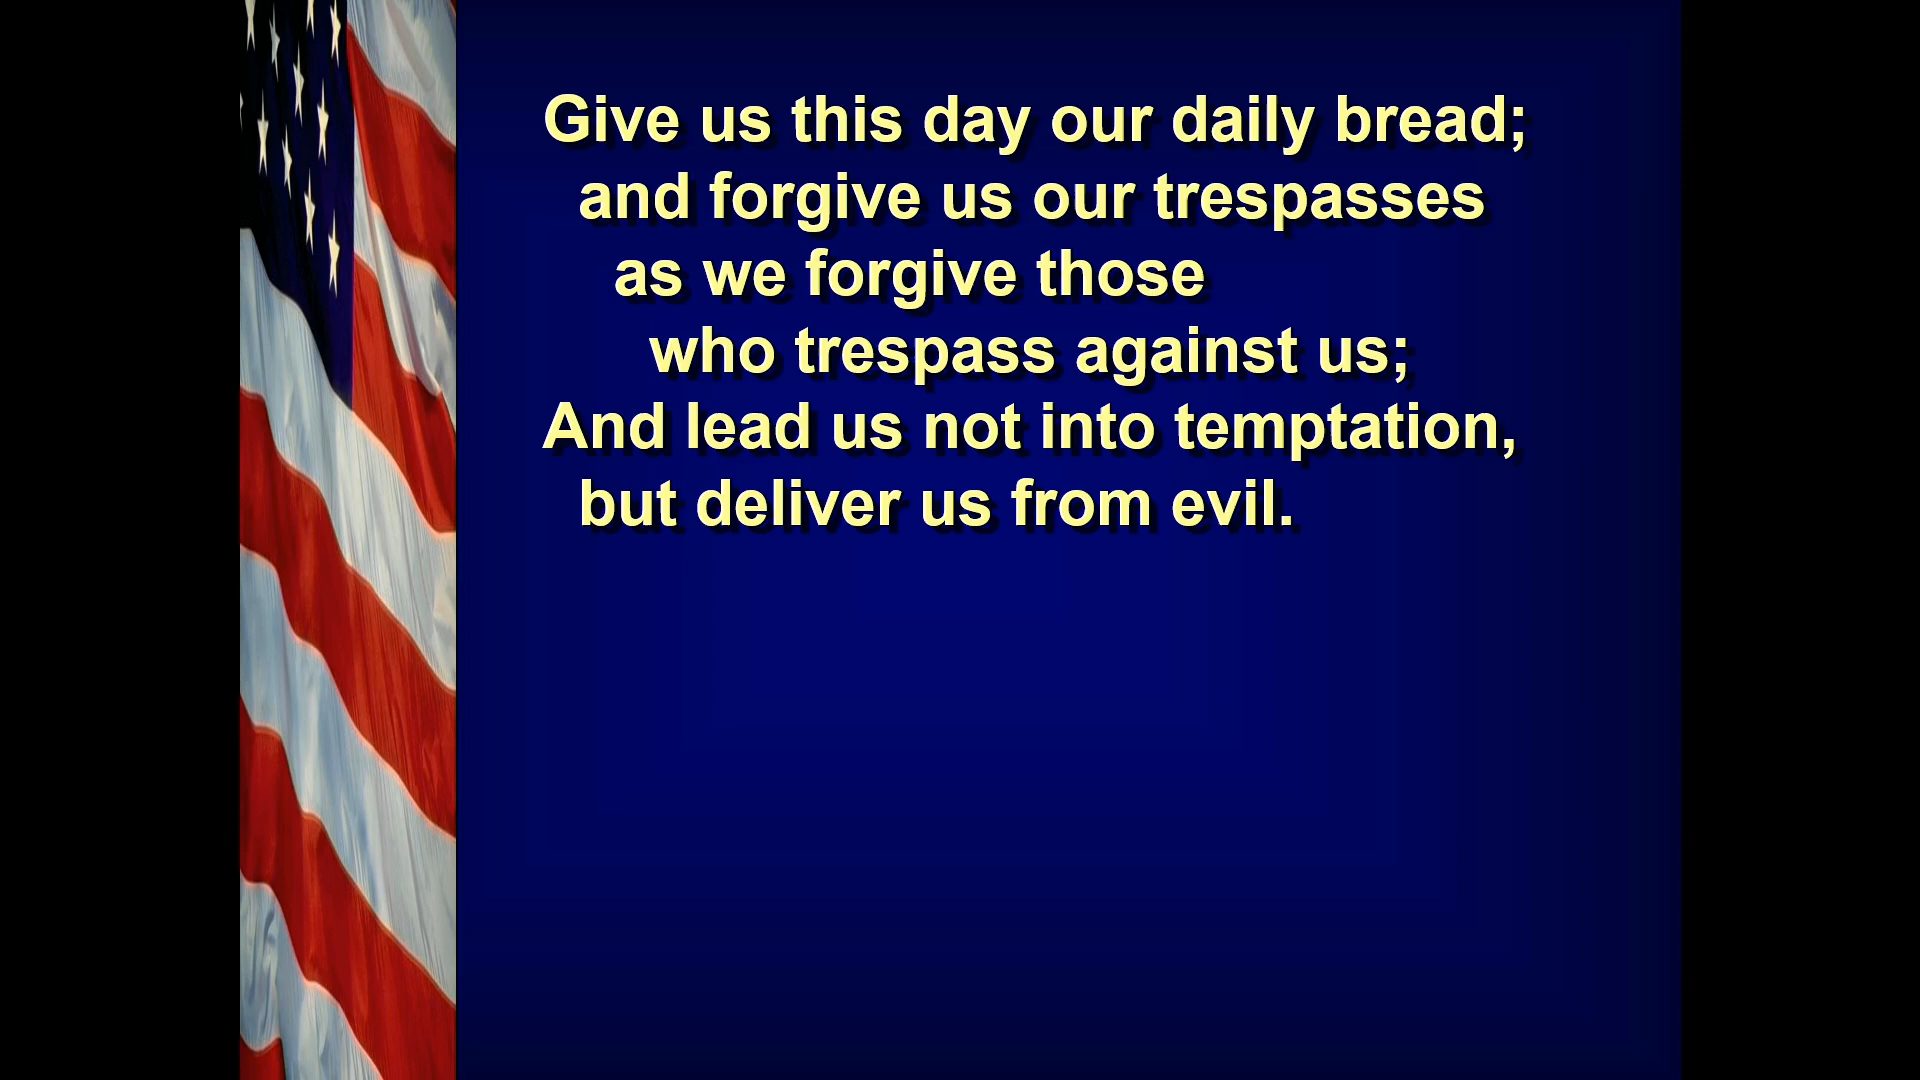 Give us this day our daily bread;
and forgive us our trespasses
as we forgive those
who trespass against us;
And lead us not into temptation,
but deliver us from evil.